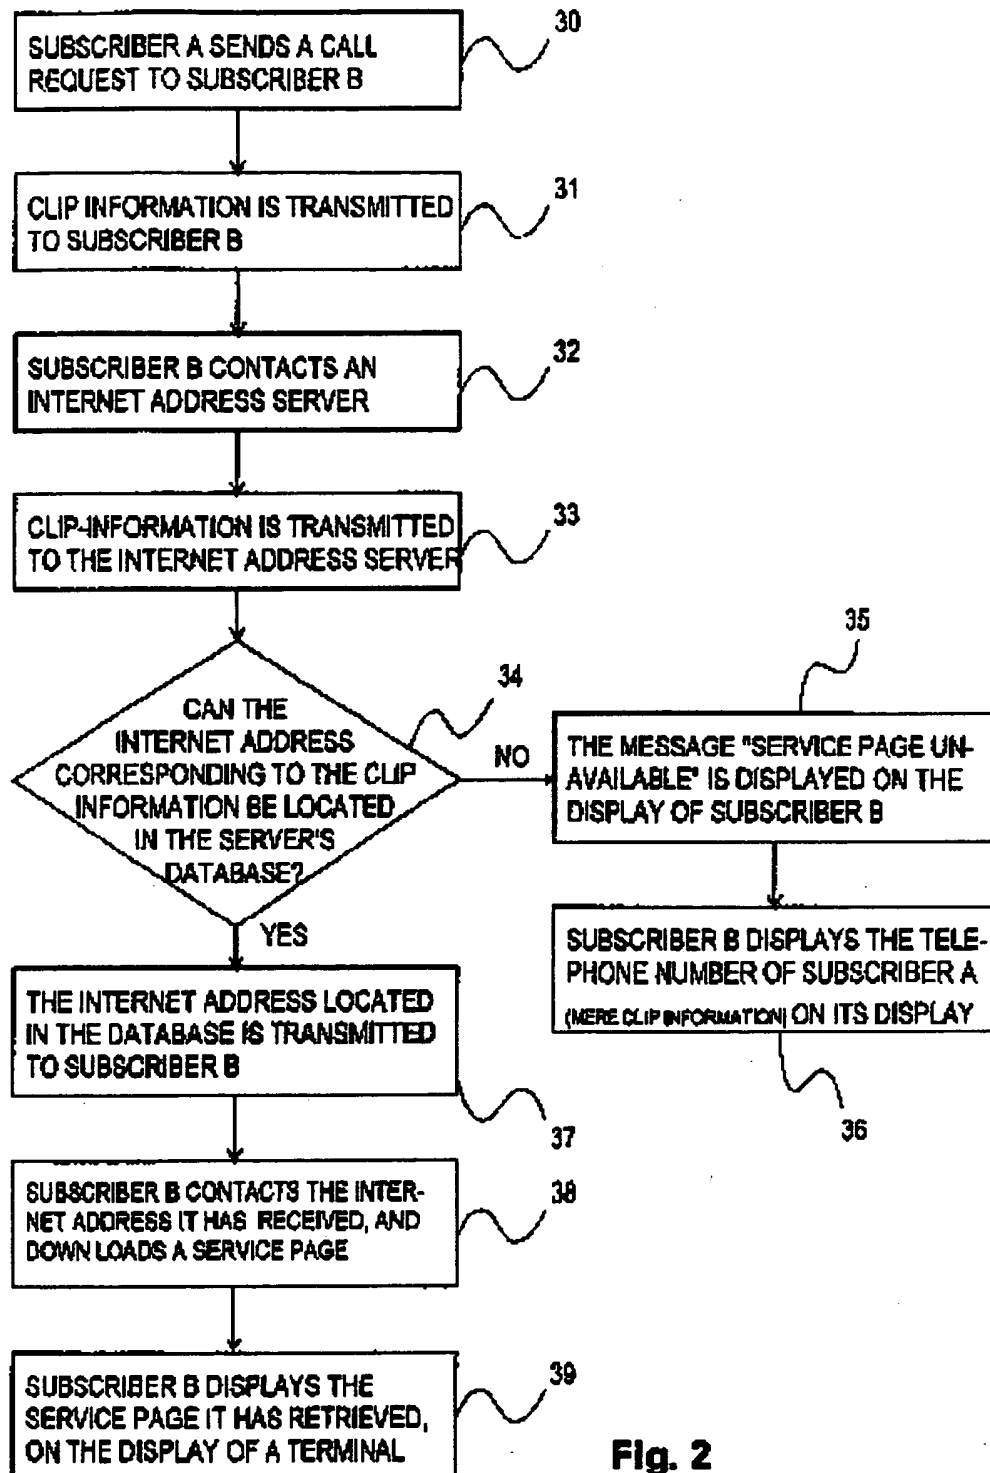 30
SUBSCRIBER A SENDS A CALL
REQUEST TO SUBSCRIBER B
31
CLIP INFORMATION IS TRANSMITTED
TO SUBSCRIBER B
32
SUBSCRIBER B CONTACTS AN
INTERNET ADDRESS SERVER
33
CLIP-INFORMATION IS TRANSMITTED
TO THE INTERNET ADDRESS SERVER
34
CAN THE
INTERNET ADDRESS
CORRESPONDING TO THE CLIP
INFORMATION BE LOCATED
IN THE SERVER'S
DATABASE?
NO
35
THE MESSAGE "SERVICE PAGE UN-
AVAILABLE" IS DISPLAYED ON THE
DISPLAY OF SUBSCRIBER B
SUBSCRIBER B DISPLAYS THE TELE-
PHONE NUMBER OF SUBSCRIBER A
(MERE CLIP INFORMATION) ON ITS DISPLAY
36
YES
THE INTERNET ADDRESS LOCATED
IN THE DATABASE IS TRANSMITTED
TO SUBSCRIBER B
37
SUBSCRIBER B CONTACTS THE INTER-
NET ADDRESS IT HAS RECEIVED, AND
DOWN LOADS A SERVICE PAGE
38
SUBSCRIBER B DISPLAYS THE
SERVICE PAGE IT HAS RETRIEVED,
ON THE DISPLAY OF A TERMINAL
39
Fig. 2